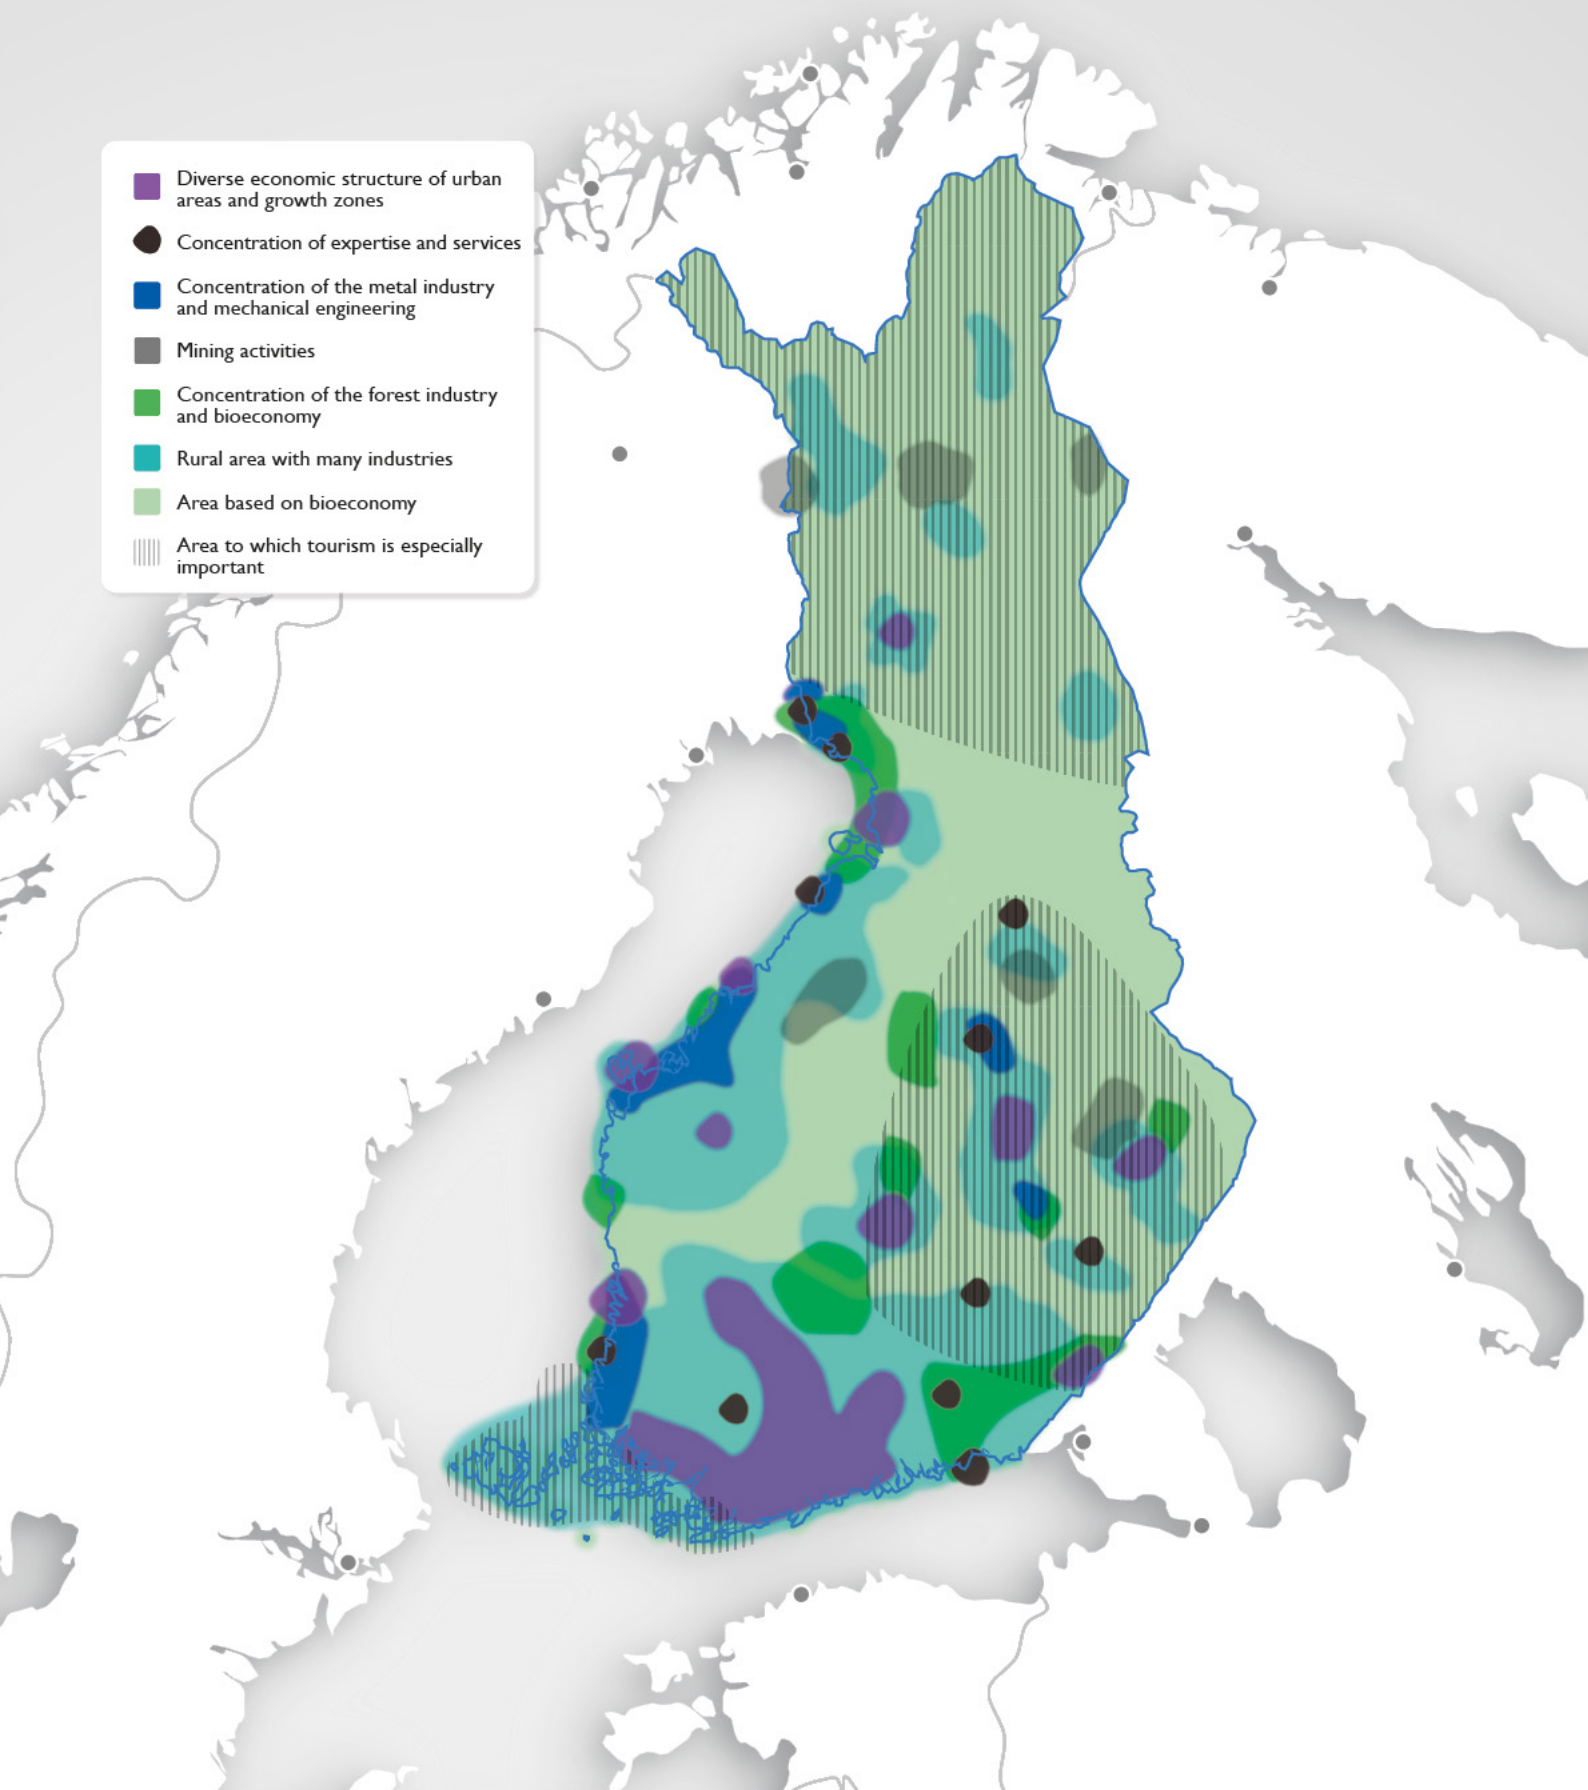 Diverse economic structure of urban
areas and growth zones
Concentration of expertise and services
Concentration of the metal industry
and mechanical engineering
Mining activities
Concentration of the forest industry
and bioeconomy
Rural area with many industries
Area based on bioeconomy
Area to which tourism is especially
important